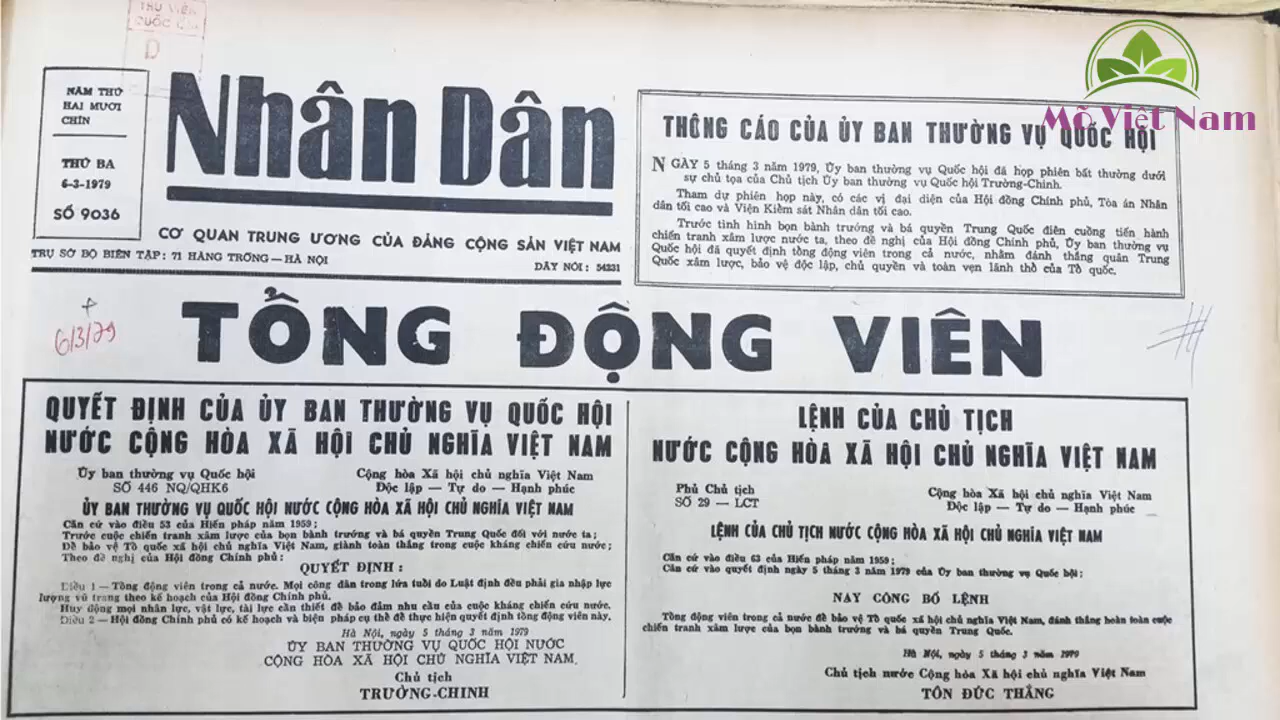 THƯ VIỆN
QUỐC GIA
D
Mõ Việt Nam
NĂM THỨ
HAI MƯƠI
CHÍN
THỨ BA
6-3-1979
SỐ 9036
Nhân Dân
CƠ QUAN TRUNG ƯƠNG CỦA ĐẢNG CỘNG SẢN VIỆT NAM
TRỤ SỞ BỘ BIÊN TẬP: 71 HÀNG TRỐNG — HÀ NỘI
DÂY NÓI: 54231
THÔNG CÁO CỦA ỦY BAN THƯỜNG VỤ QUỐC HỘI
NGÀY 5 tháng 3 năm 1979, Ủy ban thường vụ Quốc hội đã họp phiên bất thường dưới
sự chủ tọa của Chủ tịch Ủy ban thường vụ Quốc hội Trường-Chinh.
Tham dự phiên họp này, có các vị đại diện của Hội đồng Chính phủ, Tòa án Nhân
dân tối cao và Viện Kiểm sát Nhân dân tối cao.
Trước tình hình bọn bành trướng và bá quyền Trung Quốc điên cuồng tiến hành
chiến tranh xâm lược nước ta, theo đề nghị của Hội đồng Chính phủ, Ủy ban thường vụ
Quốc hội đã quyết định tổng động viên trong cả nước, nhằm đánh thắng quân Trung
Quốc xâm lược, bảo vệ độc lập, chủ quyền và toàn vẹn lãnh thổ của Tổ quốc.
6/3/79
TỔNG ĐỘNG VIÊN
QUYẾT ĐỊNH CỦA ỦY BAN THƯỜNG VỤ QUỐC HỘI
NƯỚC CỘNG HÒA XÃ HỘI CHỦ NGHĨA VIỆT NAM
Ủy ban thường vụ Quốc hội
SỐ 446 NQ/QHK6
Cộng hòa Xã hội chủ nghĩa Việt Nam
Độc lập — Tự do — Hạnh phúc
ỦY BAN THƯỜNG VỤ QUỐC HỘI NƯỚC CỘNG HÒA XÃ HỘI CHỦ NGHĨA VIỆT NAM
Căn cứ vào điều 53 của Hiến pháp năm 1959;
Trước cuộc chiến tranh xâm lược của bọn bành trướng và bá quyền Trung Quốc đối với nước ta;
Để bảo vệ Tổ quốc xã hội chủ nghĩa Việt Nam, giành toàn thắng trong cuộc kháng chiến cứu nước;
Theo đề nghị của Hội đồng Chính phủ:
QUYẾT ĐỊNH:
Điều 1 — Tổng động viên trong cả nước. Mọi công dân trong lứa tuổi do Luật định đều phải gia nhập lực
lượng vũ trang theo kế hoạch của Hội đồng Chính phủ.
Huy động mọi nhân lực, vật lực, tài lực cần thiết để bảo đảm nhu cầu của cuộc kháng chiến cứu nước.
Điều 2 — Hội đồng Chính phủ có kế hoạch và biện pháp cụ thể để thực hiện quyết định tổng động viên này.
Hà Nội, ngày 5 tháng 3 năm 1979
ỦY BAN THƯỜNG VỤ QUỐC HỘI NƯỚC
CỘNG HÒA XÃ HỘI CHỦ NGHĨA VIỆT NAM.
Chủ tịch
TRƯỜNG-CHINH
LỆNH CỦA CHỦ TỊCH
NƯỚC CỘNG HÒA XÃ HỘI CHỦ NGHĨA VIỆT NAM
Phủ Chủ tịch
SỐ 29 — LCT
Cộng hòa Xã hội chủ nghĩa Việt Nam
Độc lập — Tự do — Hạnh phúc
LỆNH CỦA CHỦ TỊCH NƯỚC CỘNG HÒA XÃ HỘI CHỦ NGHĨA VIỆT NAM
Căn cứ vào điều 63 của Hiến pháp năm 1959;
Căn cứ vào quyết định ngày 5 tháng 3 năm 1979 của Ủy ban thường vụ Quốc hội;
NAY CÔNG BỐ LỆNH
Tổng động viên trong cả nước để bảo vệ Tổ quốc xã hội chủ nghĩa Việt Nam, đánh thắng hoàn toàn cuộc
chiến tranh xâm lược của bọn bành trướng và bá quyền Trung Quốc.
Hà Nội, ngày 5 tháng 3 năm 1979
Chủ tịch nước Cộng hòa Xã hội chủ nghĩa Việt Nam
TÔN ĐỨC THẮNG